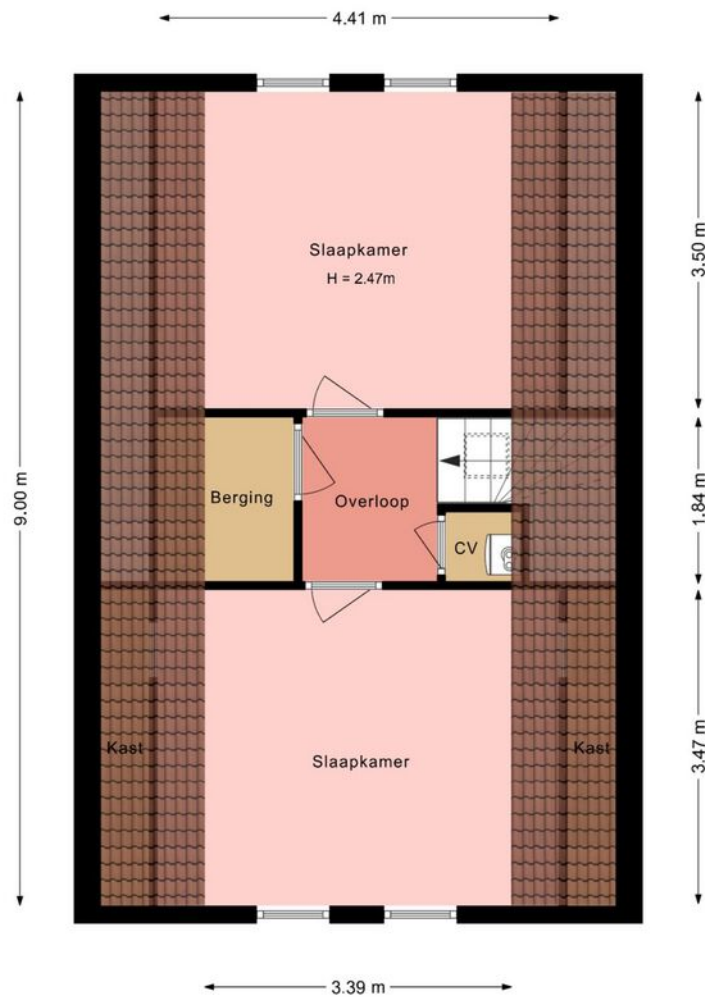 4.41 m
Slaapkamer
H = 2.47m
3.50 m
9.00 m
Berging
Overloop
CV
1.84 m
Kast
Slaapkamer
Kast
3.47 m
3.39 m